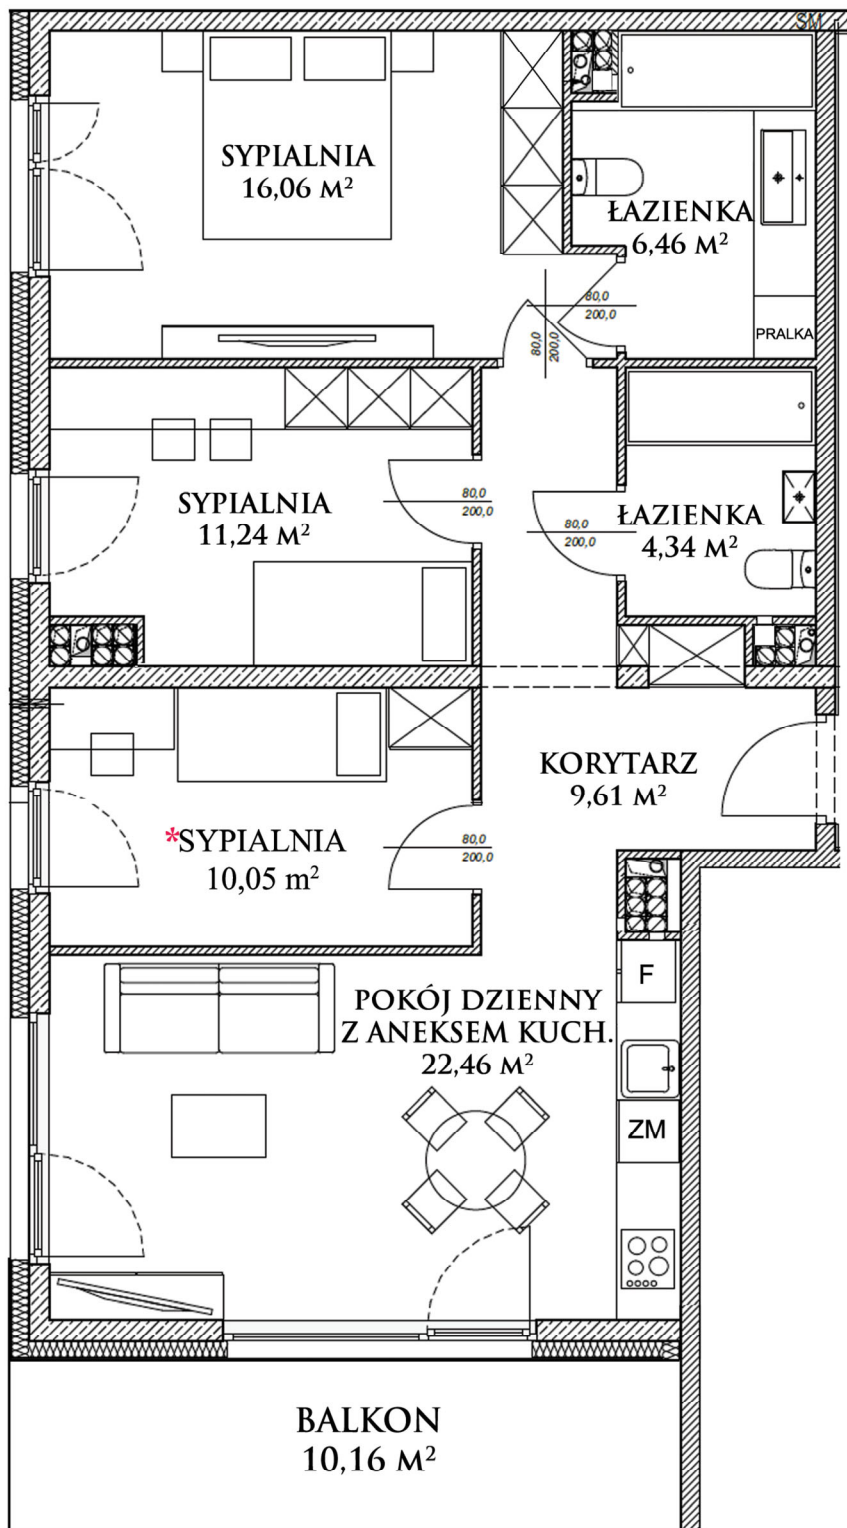 SM
SYPIALNIA
16,06 M²
ŁAZIENKA
6,46 M²
80,0
200,0
80,0
200,0
PRALKA
SYPIALNIA
11,24 M²
80,0
200,0
80,0
200,0
ŁAZIENKA
4,34 M²
KORYTARZ
9,61 M²
*SYPIALNIA
10,05 m²
80,0
200,0
F
POKÓJ DZIENNY
Z ANEKSEM KUCH.
22,46 M²
ZM
BALKON
10,16 M²